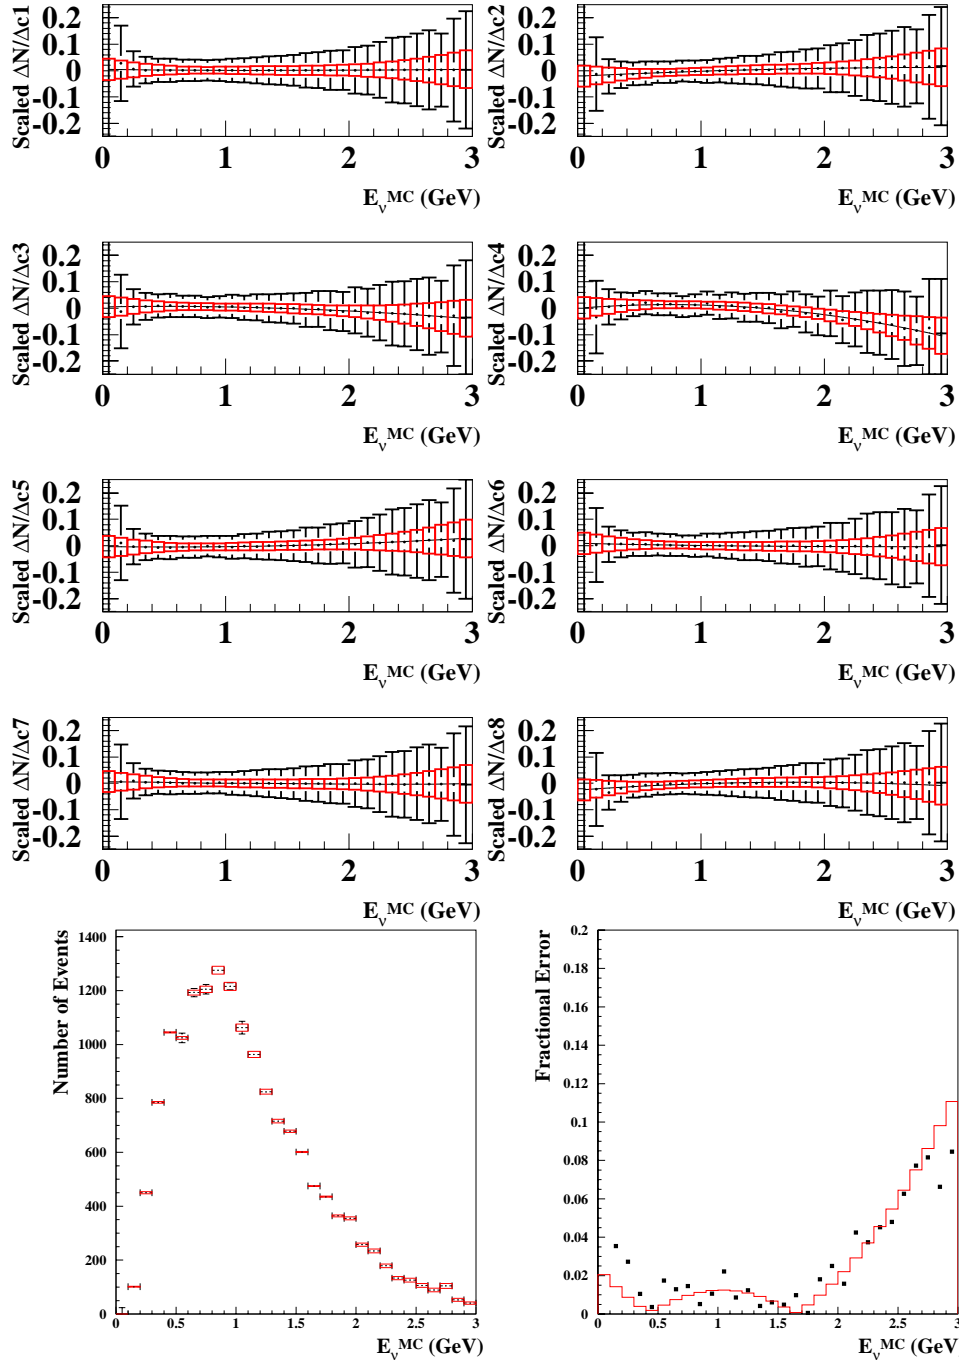 Scaled ΔN/Δc1
0.2
0.1
0
-0.1
-0.2
0 1 2 3
E_ν^MC (GeV)
Scaled ΔN/Δc2
0.2
0.1
0
-0.1
-0.2
0 1 2 3
E_ν^MC (GeV)
Scaled ΔN/Δc3
0.2
0.1
0
-0.1
-0.2
0 1 2 3
E_ν^MC (GeV)
Scaled ΔN/Δc4
0.2
0.1
0
-0.1
-0.2
0 1 2 3
E_ν^MC (GeV)
Scaled ΔN/Δc5
0.2
0.1
0
-0.1
-0.2
0 1 2 3
E_ν^MC (GeV)
Scaled ΔN/Δc6
0.2
0.1
0
-0.1
-0.2
0 1 2 3
E_ν^MC (GeV)
Scaled ΔN/Δc7
0.2
0.1
0
-0.1
-0.2
0 1 2 3
E_ν^MC (GeV)
Scaled ΔN/Δc8
0.2
0.1
0
-0.1
-0.2
0 1 2 3
E_ν^MC (GeV)
Number of Events
1400
1200
1000
800
600
400
200
0
0 0.5 1 1.5 2 2.5 3
E_ν^MC (GeV)
Fractional Error
0.2
0.18
0.16
0.14
0.12
0.1
0.08
0.06
0.04
0.02
0
0 0.5 1 1.5 2 2.5 3
E_ν^MC (GeV)